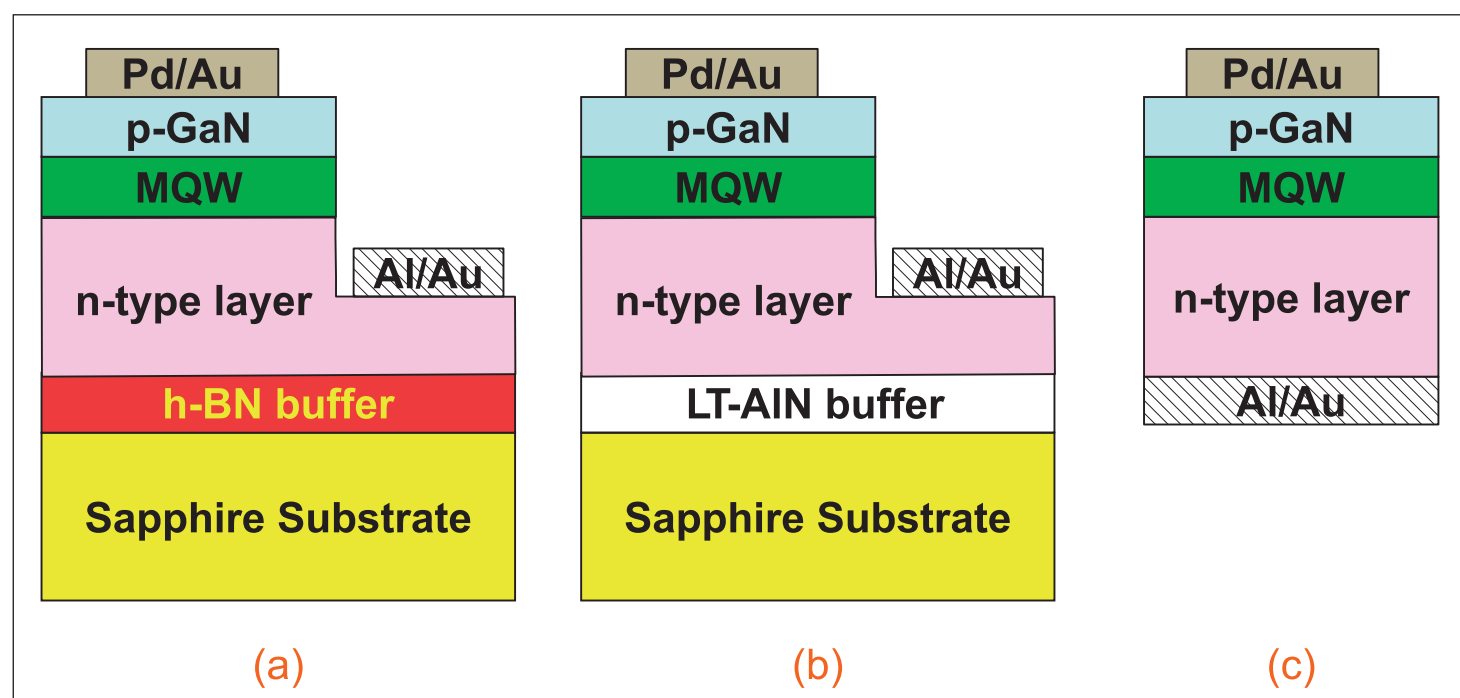 Pd/Au
p-GaN
MQW
n-type layer
Al/Au
h-BN buffer
Sapphire Substrate
(a)
Pd/Au
p-GaN
MQW
n-type layer
Al/Au
LT-AlN buffer
Sapphire Substrate
(b)
Pd/Au
p-GaN
MQW
n-type layer
Al/Au
(c)